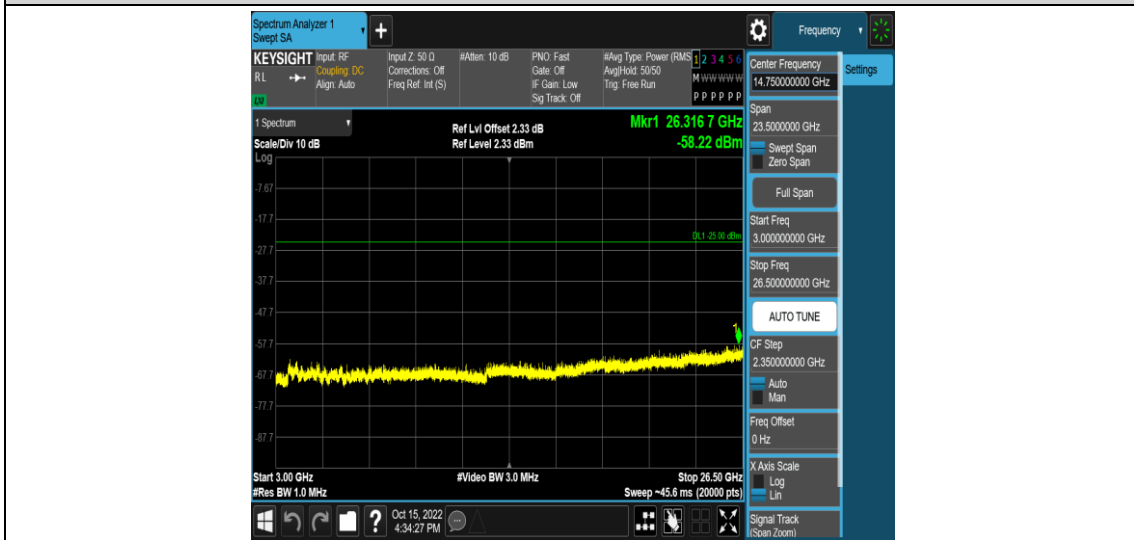 Spectrum Analyzer 1
Swept SA
+
Frequency
KEYSIGHT
RL
Input: RF
Coupling: DC
Align: Auto
Input Z: 50 Ω
Corrections: Off
Freq Ref: Int (S)
#Atten: 10 dB
PNO: Fast
Gate: Off
IF Gain: Low
Sig Track: Off
#Avg Type: Power (RMS
Avg|Hold: 50/50
Trig: Free Run
1 2 3 4 5 6
M W W W W W
P P P P P P
Center Frequency
14.750000000 GHz
Settings
Span
23.5000000 GHz
Swept Span
Zero Span
Full Span
Start Freq
3.000000000 GHz
Stop Freq
26.500000000 GHz
AUTO TUNE
CF Step
2.350000000 GHz
Auto
Man
Freq Offset
0 Hz
X Axis Scale
Log
Lin
Signal Track
(Span Zoom)
1 Spectrum
Scale/Div 10 dB
Log
Ref Lvl Offset 2.33 dB
Ref Level 2.33 dBm
Mkr1 26.316 7 GHz
-58.22 dBm
-7.67
-17.7
DL1 -25.00 dBm
-27.7
-37.7
-47.7
1
-57.7
-67.7
-77.7
-87.7
Start 3.00 GHz
#Res BW 1.0 MHz
#Video BW 3.0 MHz
Stop 26.50 GHz
Sweep ~45.6 ms (20000 pts)
?
Oct 15, 2022
4:34:27 PM